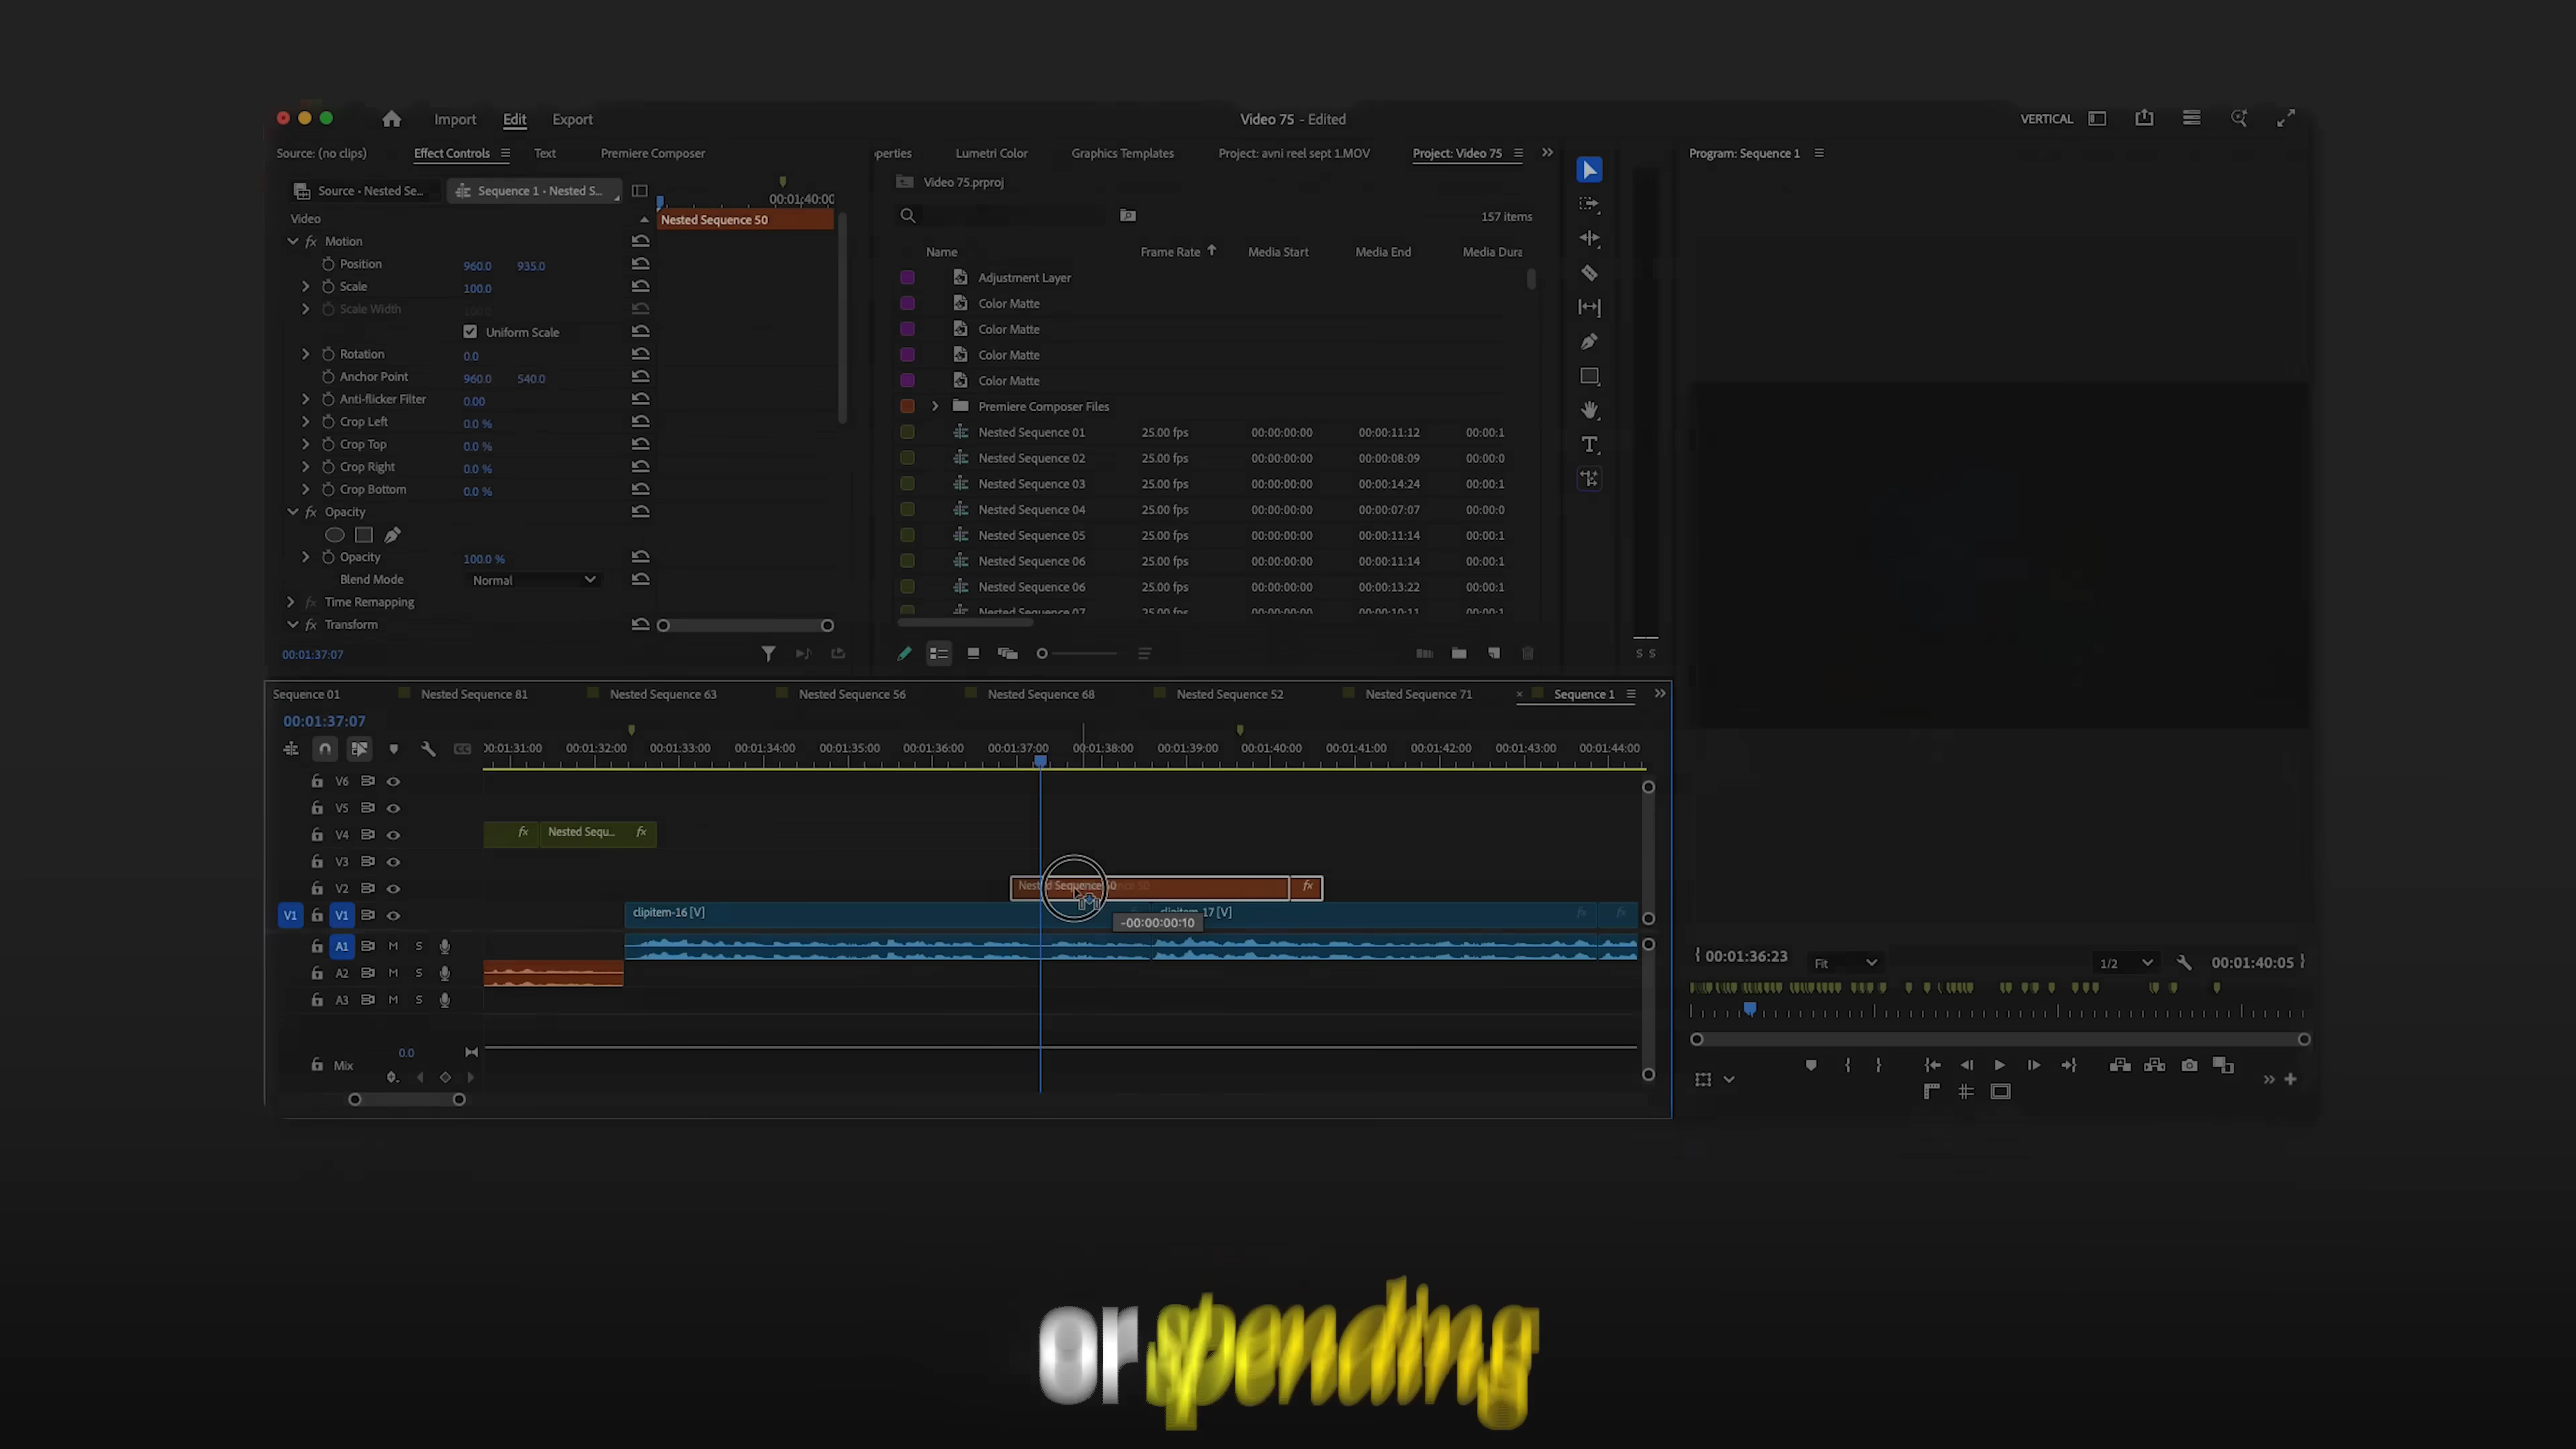 Import Edit Export Video 75 - Edited VERTICAL
Source: (no clips) Effect Controls Text Premiere Composer
Source • Nested Se... Sequence 1 • Nested S...
00:01:40:00
Nested Sequence 50
Video
fx Motion
Position 960.0 935.0
Scale 100.0
Scale Width 100.0
Uniform Scale
Rotation 0.0
Anchor Point 960.0 540.0
Anti-flicker Filter 0.00
Crop Left 0.0 %
Crop Top 0.0 %
Crop Right 0.0 %
Crop Bottom 0.0 %
fx Opacity
Opacity 100.0 %
Blend Mode Normal
fx Time Remapping
fx Transform
00:01:37:07
operties Lumetri Color Graphics Templates Project: avni reel sept 1.MOV Project: Video 75
Video 75.prproj
157 items
Name Frame Rate Media Start Media End Media Dura
Adjustment Layer
Color Matte
Color Matte
Color Matte
Color Matte
Premiere Composer Files
Nested Sequence 01 25.00 fps 00:00:00:00 00:00:11:12 00:00:1
Nested Sequence 02 25.00 fps 00:00:00:00 00:00:08:09 00:00:0
Nested Sequence 03 25.00 fps 00:00:00:00 00:00:14:24 00:00:1
Nested Sequence 04 25.00 fps 00:00:00:00 00:00:07:07 00:00:0
Nested Sequence 05 25.00 fps 00:00:00:00 00:00:11:14 00:00:1
Nested Sequence 06 25.00 fps 00:00:00:00 00:00:11:14 00:00:1
Nested Sequence 06 25.00 fps 00:00:00:00 00:00:13:22 00:00:1
Nested Sequence 07 25.00 fps 00:00:00:00 00:00:10:11 00:00:1
S S
Program: Sequence 1
Sequence 01 Nested Sequence 81 Nested Sequence 63 Nested Sequence 56 Nested Sequence 68 Nested Sequence 52 Nested Sequence 71 × Sequence 1
00:01:37:07
00:01:31:00 00:01:32:00 00:01:33:00 00:01:34:00 00:01:35:00 00:01:36:00 00:01:37:00 00:01:38:00 00:01:39:00 00:01:40:00 00:01:41:00 00:01:42:00 00:01:43:00 00:01:44:00
V6
V5
V4 fx Nested Sequ... fx
V3
V2 Nested Sequence 50 fx
V1 V1 clipitem-16 [V] clipitem-17 [V] fx fx
-00:00:00:10
A1 M S
A2 M S
A3 M S
0.0
Mix
00:01:36:23 Fit 1/2 00:01:40:05
or spending